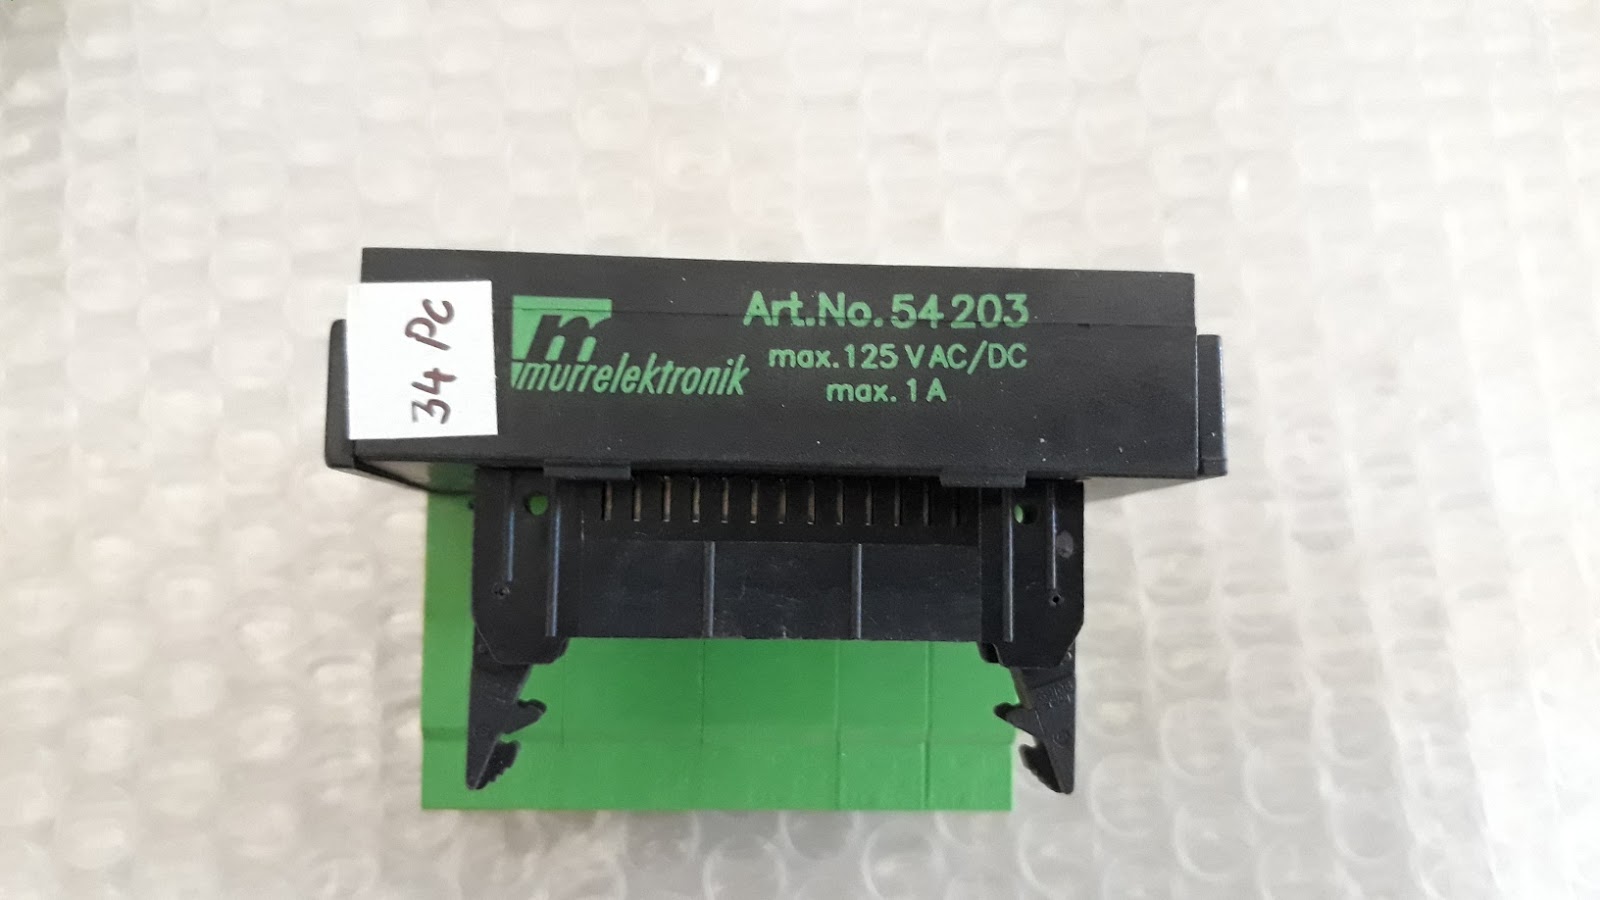 34 Pc
murrelektronik
Art.No. 54 203
max. 125 V AC/DC
max. 1 A